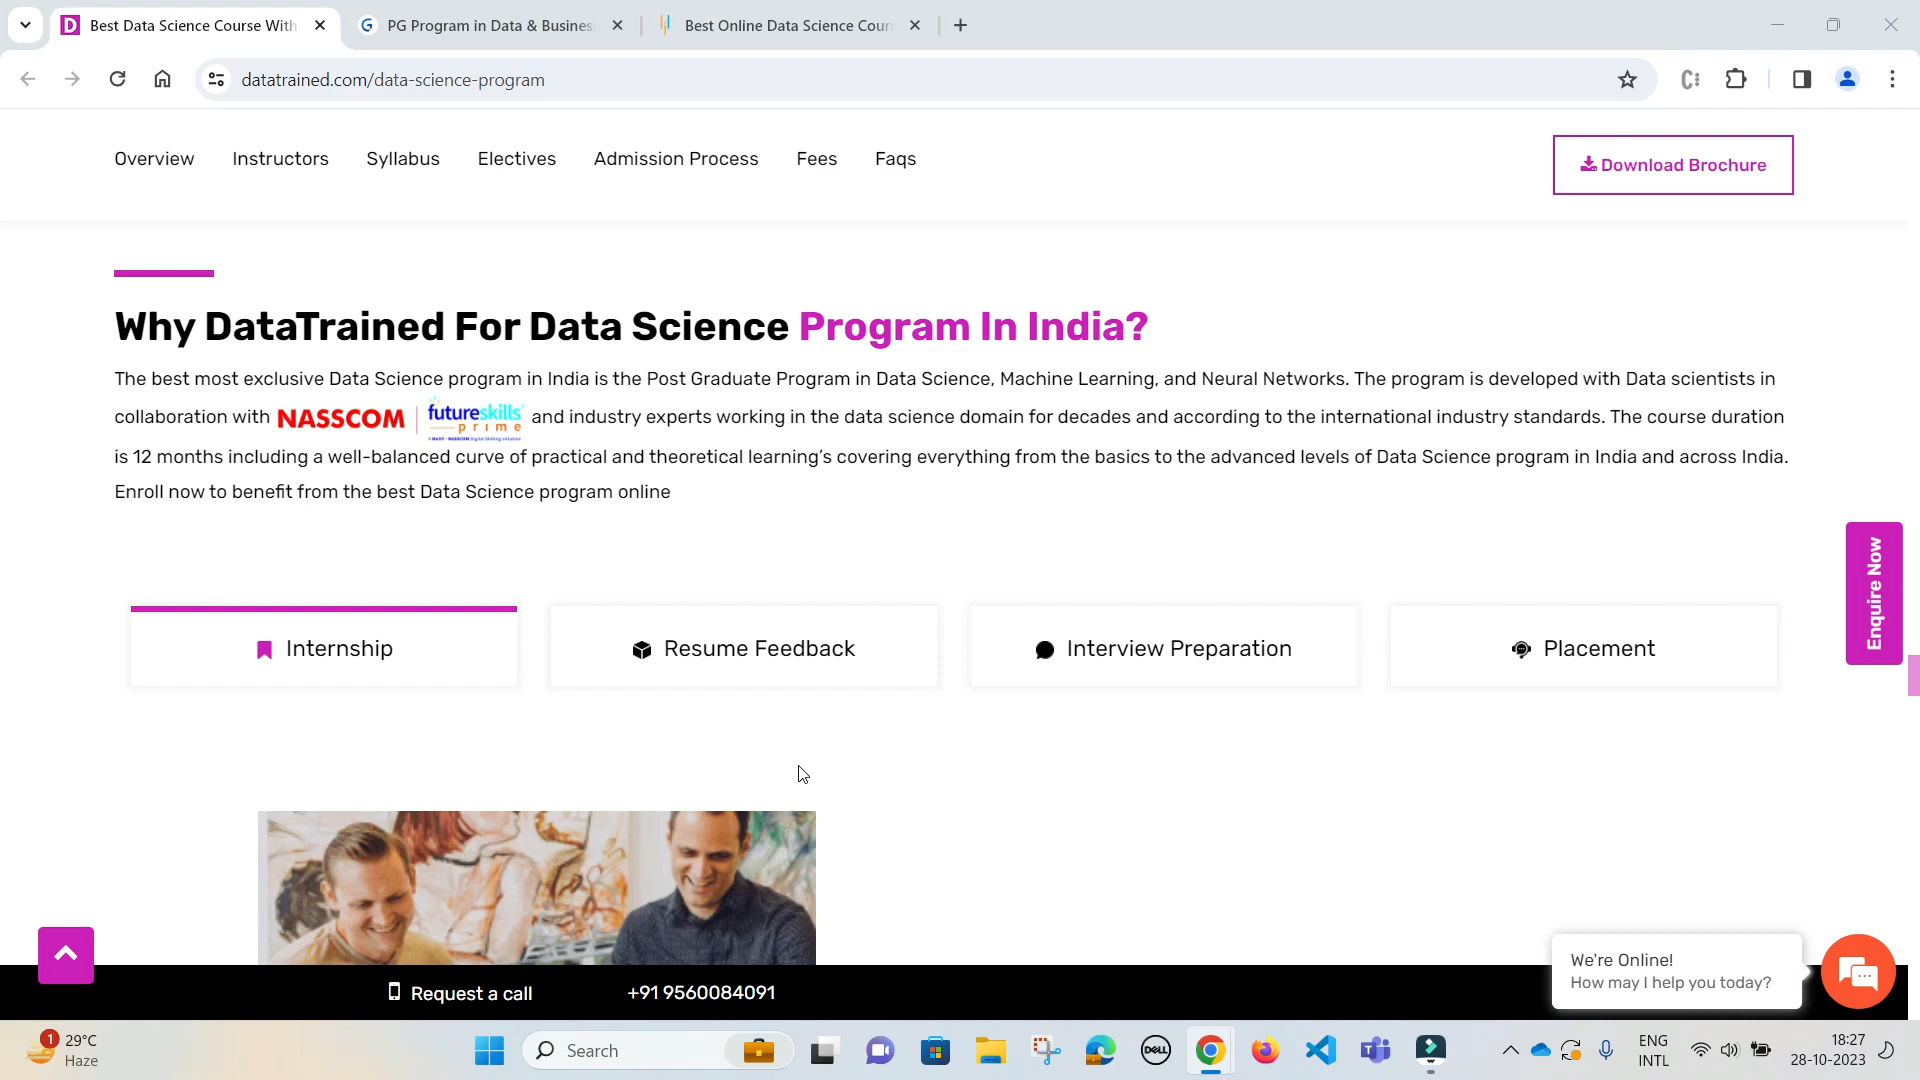 Best Data Science Course With
PG Program in Data & Busines
Best Online Data Science Cour
datatrained.com/data-science-program
Overview
Instructors
Syllabus
Electives
Admission Process
Fees
Faqs
Download Brochure
Why DataTrained For Data Science Program In India?
The best most exclusive Data Science program in India is the Post Graduate Program in Data Science, Machine Learning, and Neural Networks. The program is developed with Data scientists in
collaboration with NASSCOM futureskills prime A MeitY - NASSCOM Digital Skilling Initiative and industry experts working in the data science domain for decades and according to the international industry standards. The course duration
is 12 months including a well-balanced curve of practical and theoretical learning's covering everything from the basics to the advanced levels of Data Science program in India and across India.
Enroll now to benefit from the best Data Science program online
Enquire Now
Internship
Resume Feedback
Interview Preparation
Placement
We're Online!
How may I help you today?
Request a call
+91 9560084091
1
29°C
Haze
Search
DELL
ENG
INTL
18:27
28-10-2023